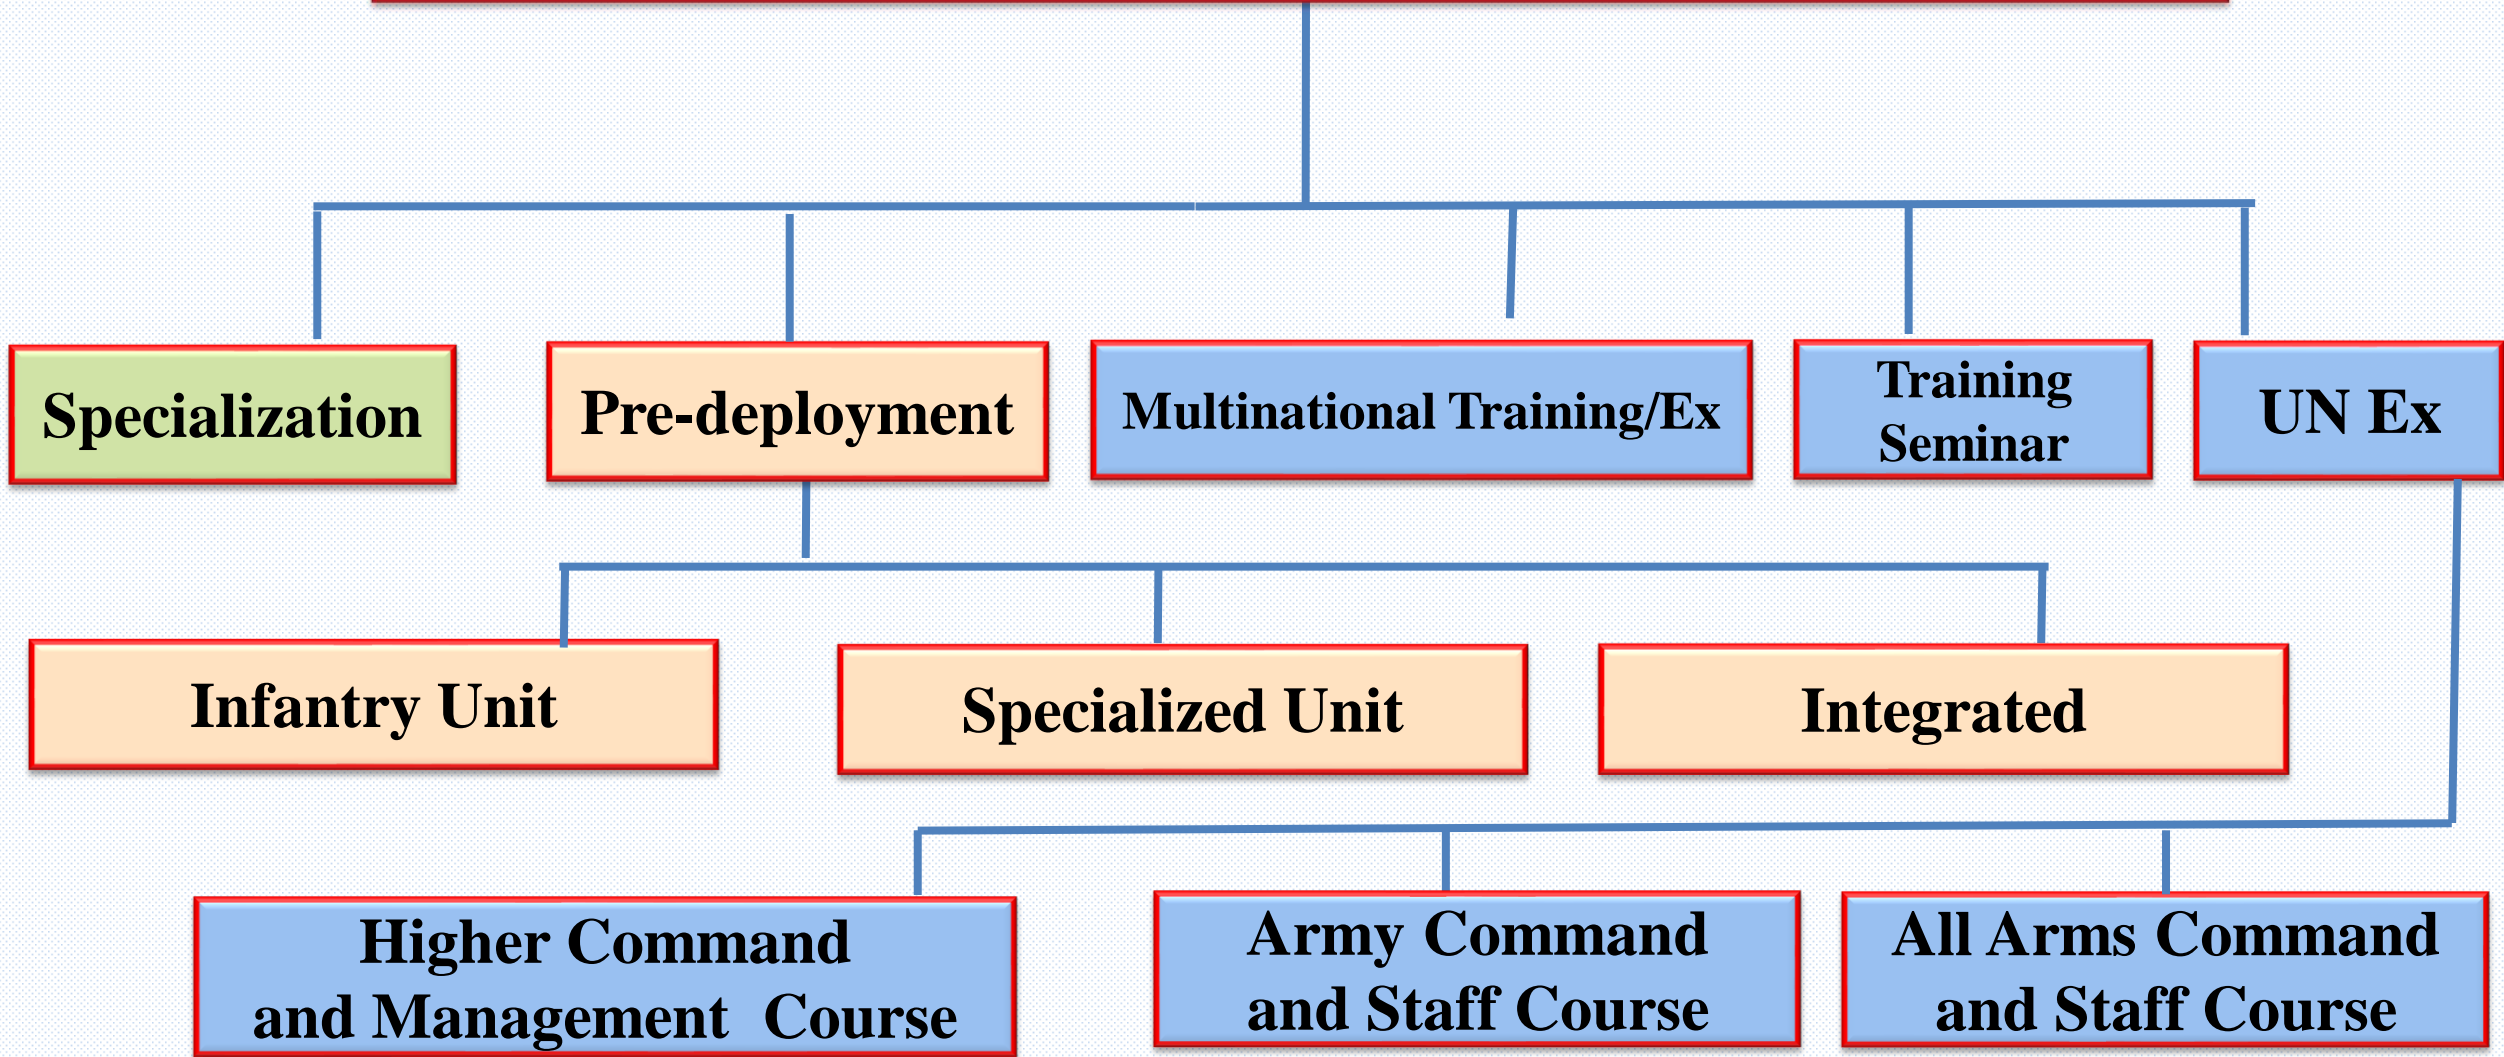 Specialization
Pre-deployment
Multinational Training/Ex
Training
Seminar
UN Ex
Infantry Unit
Specialized Unit
Integrated
Higher Command
and Management Course
Army Command
and Staff Course
All Arms Command
and Staff Course